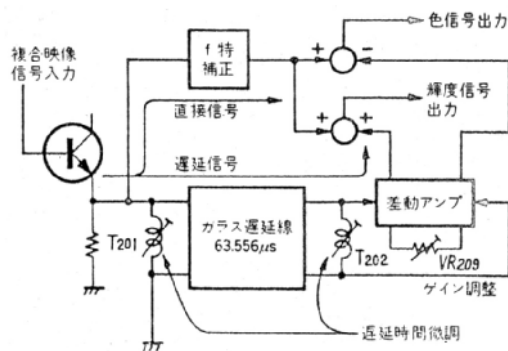 複合映像
信号入力
f特
補正
色信号出力
+
−
輝度信号
出力
+
+
直接信号
遅延信号
ガラス遅延線
63.556μs
差動アンプ
T201
T202
VR209
ゲイン調整
遅延時間微調